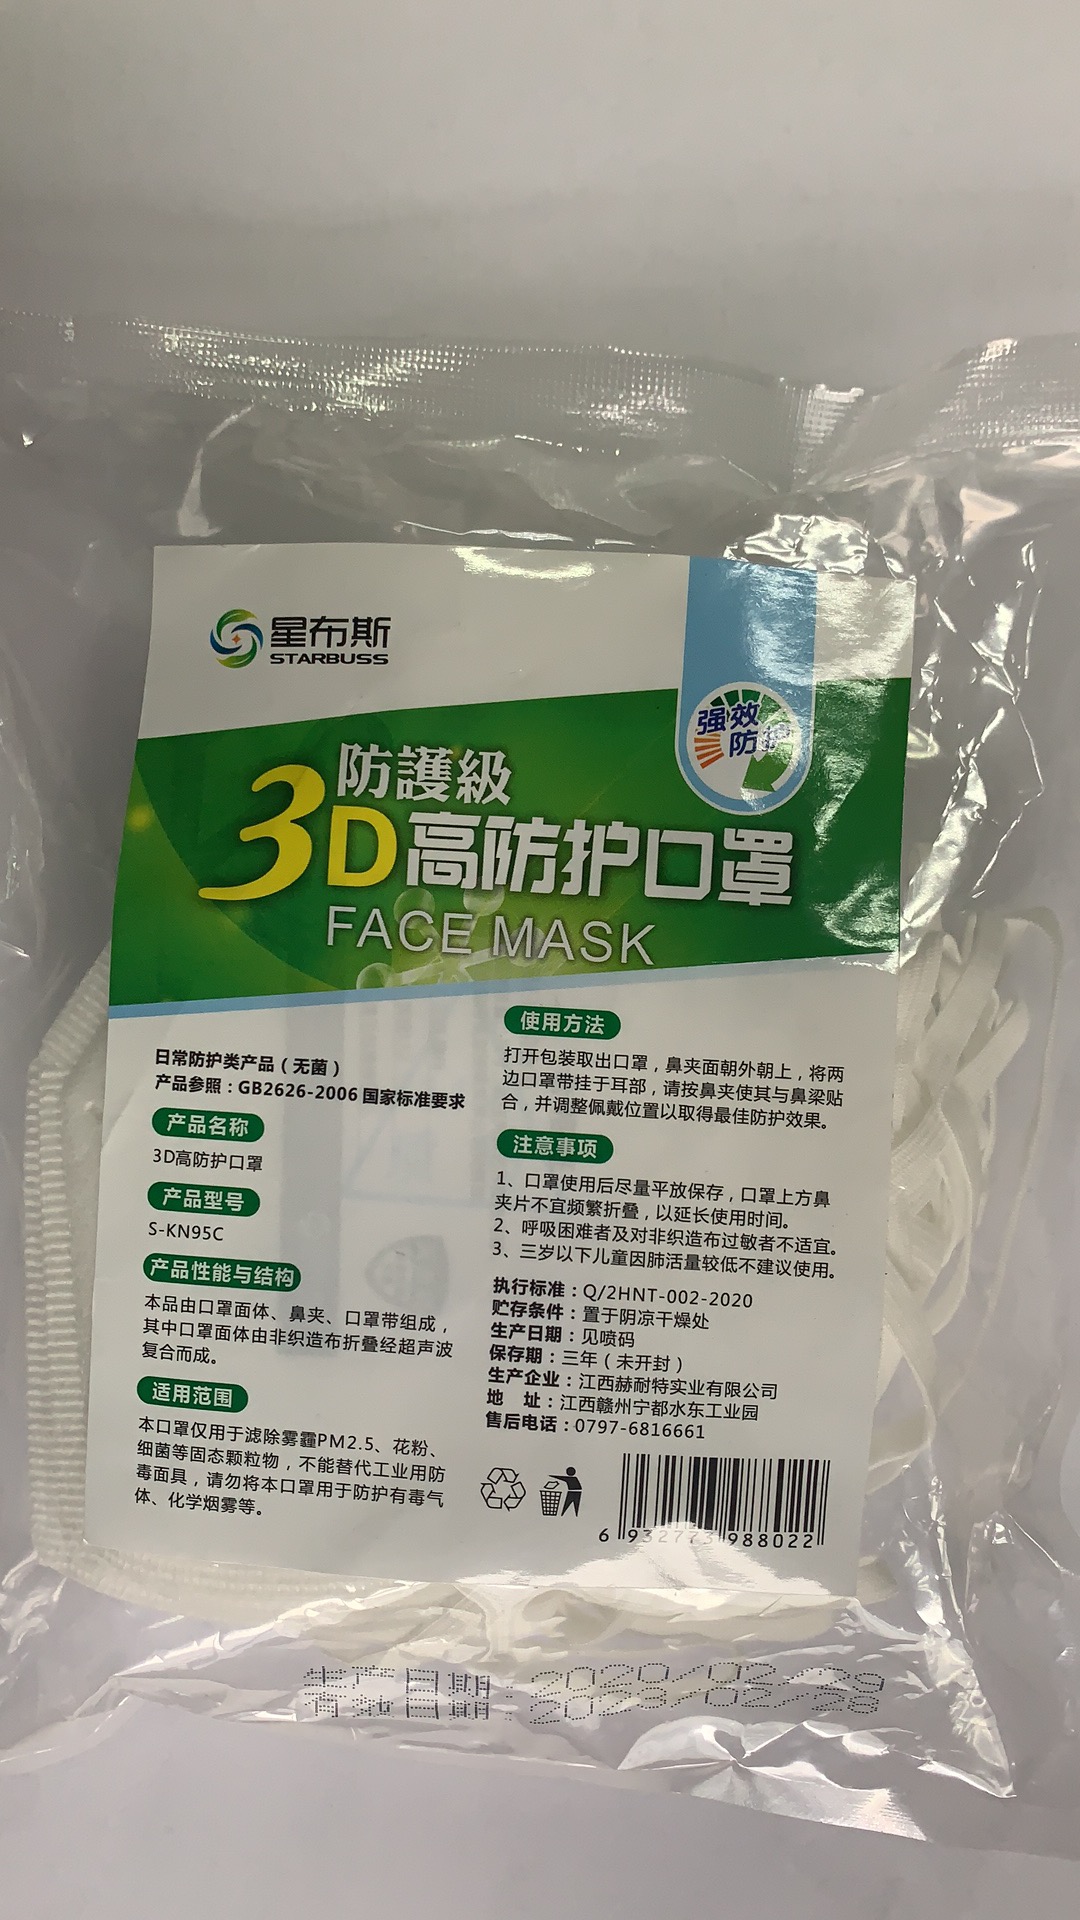 星布斯
STARBUSS
强效
防护
防護級
3D高防护口罩
FACE MASK
日常防护类产品（无菌）
产品参照：GB2626-2006国家标准要求
产品名称
3D高防护口罩
产品型号
S-KN95C
产品性能与结构
本品由口罩面体、鼻夹、口罩带组成，
其中口罩面体由非织造布折叠经超声波
复合而成。
适用范围
本口罩仅用于滤除雾霾PM2.5、花粉、
细菌等固态颗粒物，不能替代工业用防
毒面具，请勿将本口罩用于防护有毒气
体、化学烟雾等。
使用方法
打开包装取出口罩，鼻夹面朝外朝上，将两
边口罩带挂于耳部，请按鼻夹使其与鼻梁贴
合，并调整佩戴位置以取得最佳防护效果。
注意事项
1、口罩使用后尽量平放保存，口罩上方鼻
夹片不宜频繁折叠，以延长使用时间。
2、呼吸困难者及对非织造布过敏者不适宜。
3、三岁以下儿童因肺活量较低不建议使用。
执行标准：Q/2HNT-002-2020
贮存条件：置于阴凉干燥处
生产日期：见喷码
保存期：三年（未开封）
生产企业：江西赫耐特实业有限公司
地 址：江西赣州宁都水东工业园
售后电话：0797-6816661
6 932773 988022
生产日期：2020/02/29
有效日期：2023/02/28